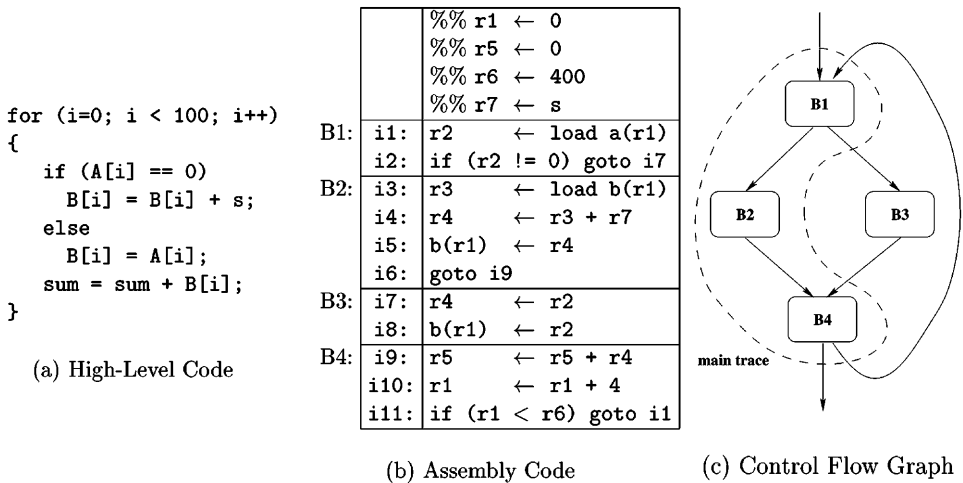 for (i=0; i < 100; i++)
{
if (A[i] == 0)
B[i] = B[i] + s;
else
B[i] = A[i];
sum = sum + B[i];
}
(a) High-Level Code
%% r1 ← 0
%% r5 ← 0
%% r6 ← 400
%% r7 ← s
B1: i1: r2 ← load a(r1)
i2: if (r2 != 0) goto i7
B2: i3: r3 ← load b(r1)
i4: r4 ← r3 + r7
i5: b(r1) ← r4
i6: goto i9
B3: i7: r4 ← r2
i8: b(r1) ← r2
B4: i9: r5 ← r5 + r4
i10: r1 ← r1 + 4
i11: if (r1 < r6) goto i1
(b) Assembly Code
B1
B2
B3
B4
main trace
(c) Control Flow Graph